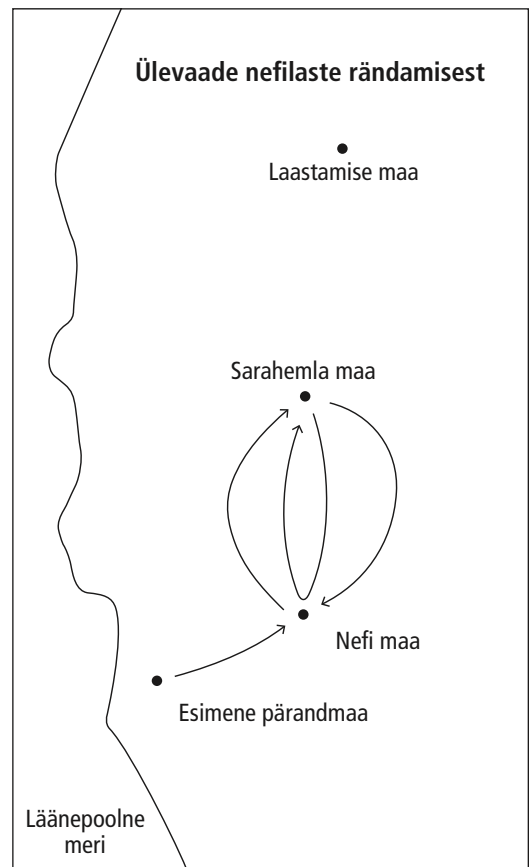 Ülevaade nefilaste rändamisest
Laastamise maa
Sarahemla maa
Nefi maa
Esimene pärandmaa
Läänepoolne
meri